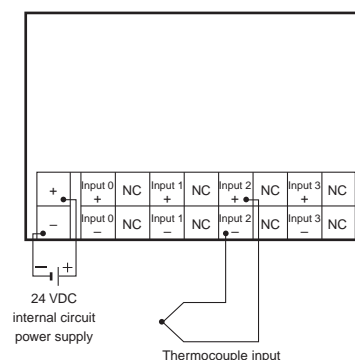 + Input 0 + NC Input 1 + NC Input 2 + NC Input 3 + NC
– Input 0 – NC Input 1 – NC Input 2 – NC Input 3 – NC
– +
24 VDC
internal circuit
power supply
Thermocouple input